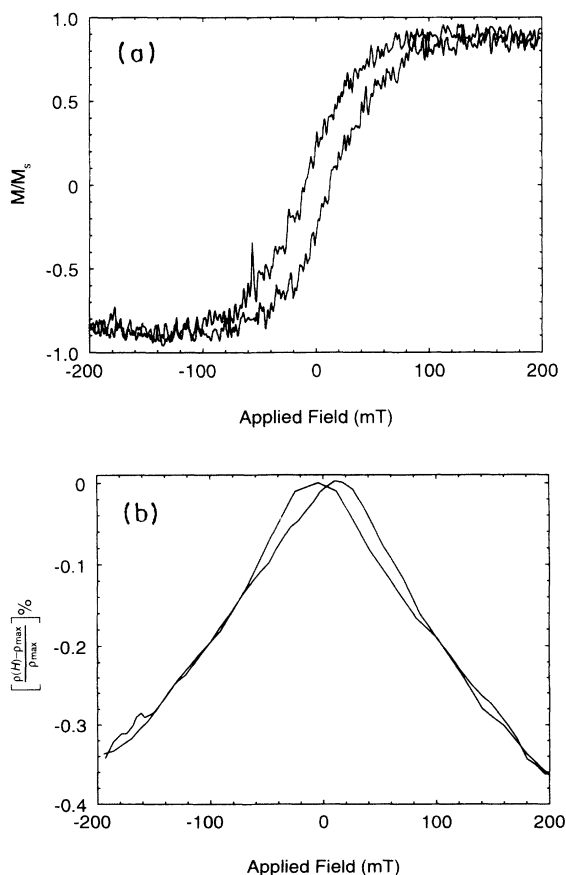 (a)
1.0
0.5
0
-0.5
-1.0
M/Ms
-200 -100 0 100 200
Applied Field (mT)
(b)
0
-0.1
-0.2
-0.3
-0.4
[ρ(H)-ρmax / ρmax]%
-200 -100 0 100 200
Applied Field (mT)